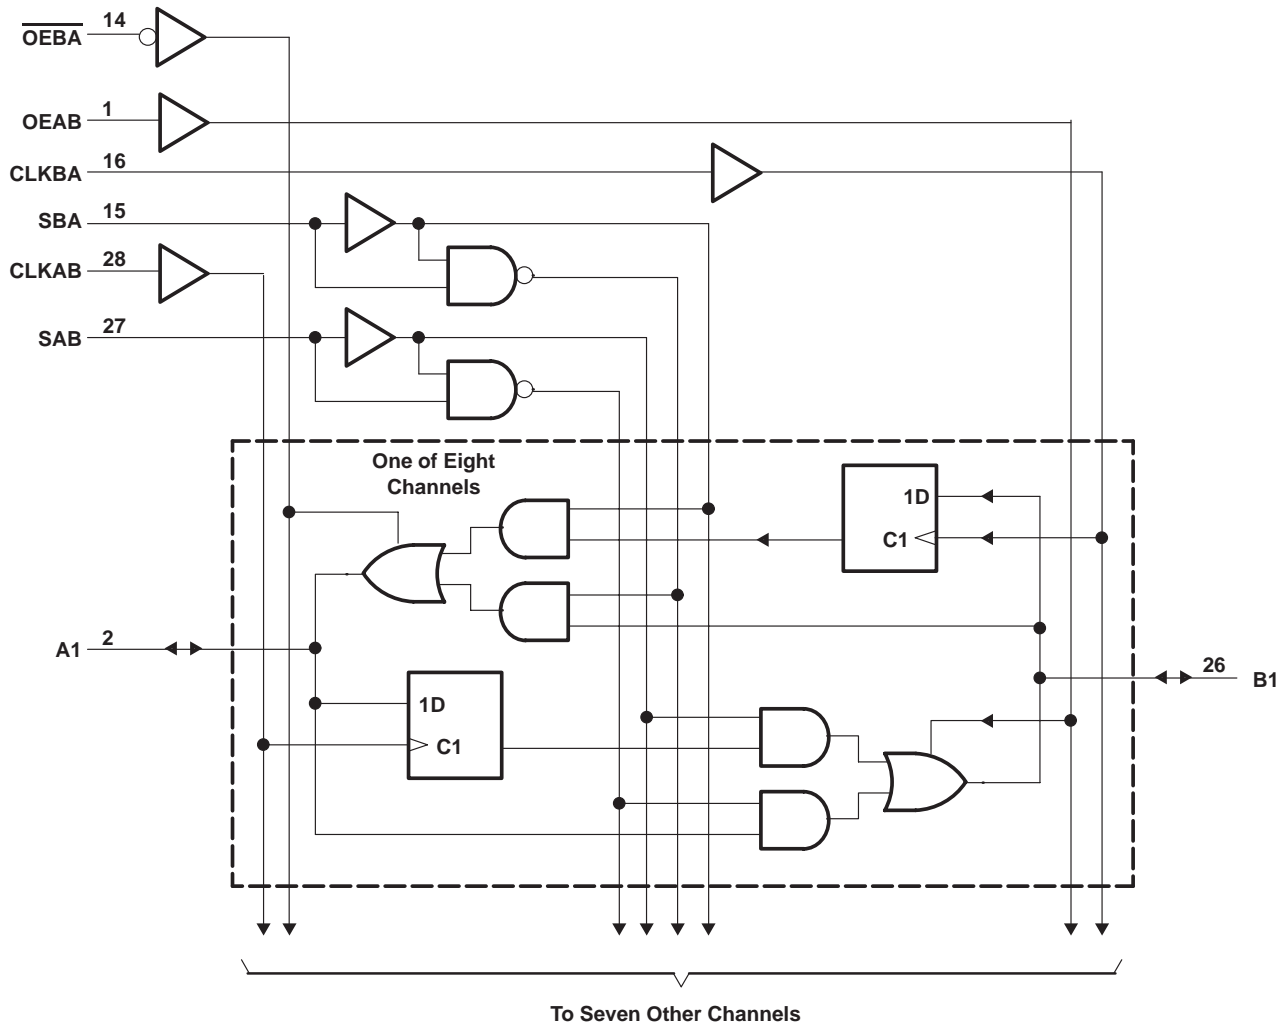 OEBA 14
OEAB 1
CLKBA 16
SBA 15
CLKAB 28
SAB 27
One of Eight
Channels
1D
C1
A1 2
26 B1
1D
C1
To Seven Other Channels